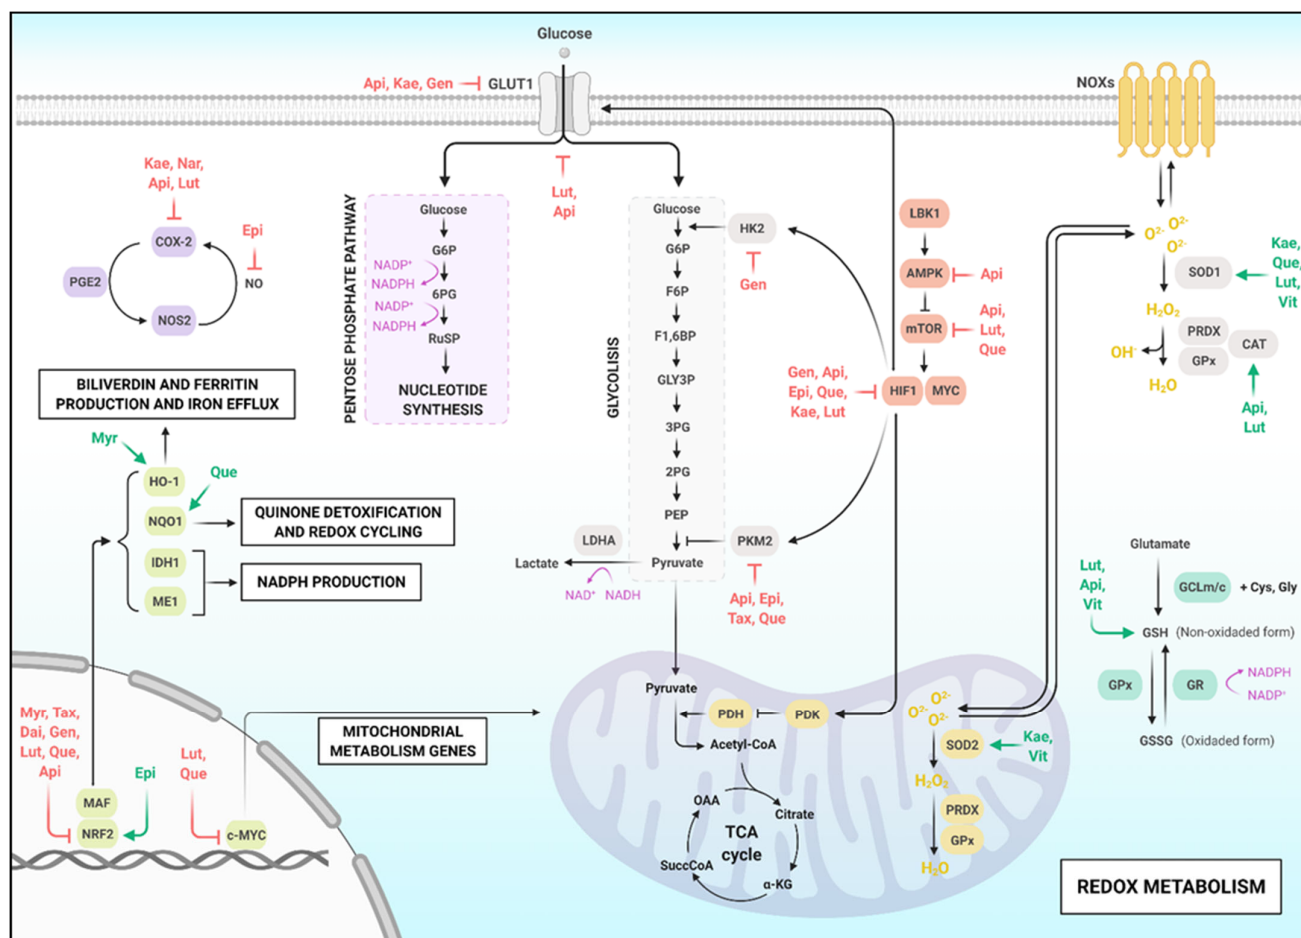 Glucose
Api, Kae, Gen
GLUT1
NOXs
Kae, Nar,
Api, Lut
COX-2
Epi
PGE2
NO
NOS2
Lut,
Api
PENTOSE PHOSPHATE PATHWAY
Glucose
G6P
NADP⁺
NADPH
6PG
NADP⁺
NADPH
RuSP
NUCLEOTIDE
SYNTHESIS
GLYCOLISIS
Glucose
G6P
F6P
F1,6BP
GLY3P
3PG
2PG
PEP
Pyruvate
HK2
Gen
LBK1
AMPK
Api
mTOR
Api,
Lut,
Que
Gen, Api,
Epi, Que,
Kae, Lut
HIF1
MYC
PKM2
Api, Epi,
Tax, Que
LDHA
Lactate
NAD⁺
NADH
O²⁻
O²⁻
O²⁻
SOD1
Kae,
Que,
Lut,
Vit
H₂O₂
PRDX
GPx
CAT
OH⁻
H₂O
Api,
Lut
BILIVERDIN AND FERRITIN
PRODUCTION AND IRON EFFLUX
Myr
HO-1
Que
NQO1
QUINONE DETOXIFICATION
AND REDOX CYCLING
IDH1
ME1
NADPH PRODUCTION
Glutamate
GCLm/c
+ Cys, Gly
Lut,
Api,
Vit
GSH
(Non-oxidaded form)
GPx
GR
NADPH
NADP⁺
GSSG
(Oxidaded form)
Myr, Tax,
Dai, Gen,
Lut, Que,
Api
Epi
MAF
NRF2
Lut,
Que
c-MYC
MITOCHONDRIAL
METABOLISM GENES
Pyruvate
PDH
PDK
Acetyl-CoA
OAA
Citrate
TCA
cycle
SuccCoA
α-KG
O²⁻
O²⁻
O²⁻
SOD2
Kae,
Vit
H₂O₂
PRDX
GPx
H₂O
REDOX METABOLISM